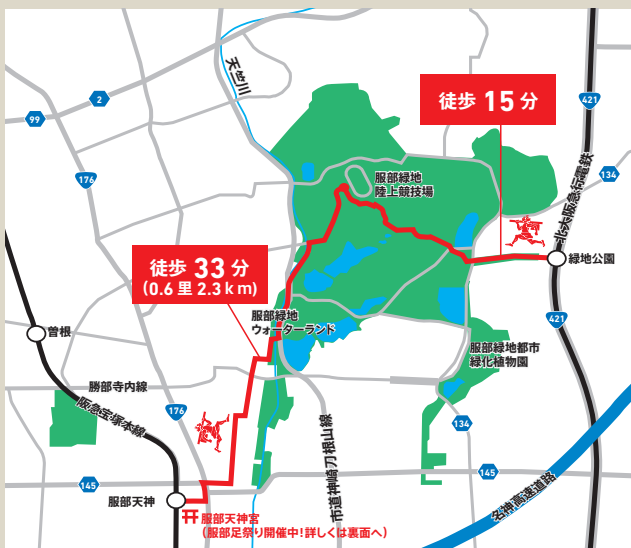 天竺川
2
99
176
421
徒歩 15 分
134
服部緑地
陸上競技場
北大阪急行電鉄
緑地公園
徒歩 33 分
(0.6 里 2.3 k m)
421
服部緑地
ウォーターランド
曽根
服部緑地都市
緑化植物園
勝部寺内線
阪急宝塚本線
176
134
市道神崎刀根山線
145
145
名神高速道路
服部天神
服部天神宮
(服部足祭り開催中!詳しくは裏面へ)